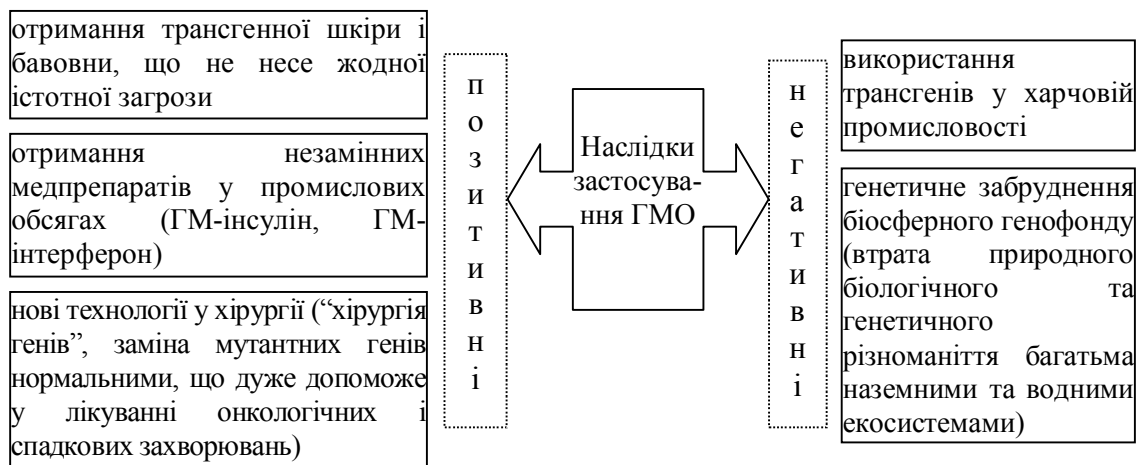 отримання трансгенної шкіри і
бавовни, що не несе жодної
істотної загрози
отримання незамінних
медпрепаратів у промислових
обсягах (ГМ-інсулін, ГМ-
інтерферон)
нові технології у хірургії (“хірургія
генів”, заміна мутантних генів
нормальними, що дуже допоможе
у лікуванні онкологічних і
спадкових захворювань)
позитивні
Наслідки
застосува-
ння ГМО
негативні
використання
трансгенів у харчовій
промисловості
генетичне забруднення
біосферного генофонду
(втрата природного
біологічного та
генетичного
різноманіття багатьма
наземними та водними
екосистемами)